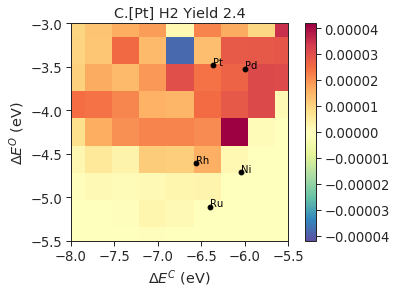 C.[Pt] H2 Yield 2.4
−3.0
−3.5
−4.0
−4.5
−5.0
−5.5
ΔE^O (eV)
Pt
Pd
Rh
Ni
Ru
−8.0 −7.5 −7.0 −6.5 −6.0 −5.5
ΔE^C (eV)
0.00004
0.00003
0.00002
0.00001
0.00000
−0.00001
−0.00002
−0.00003
−0.00004